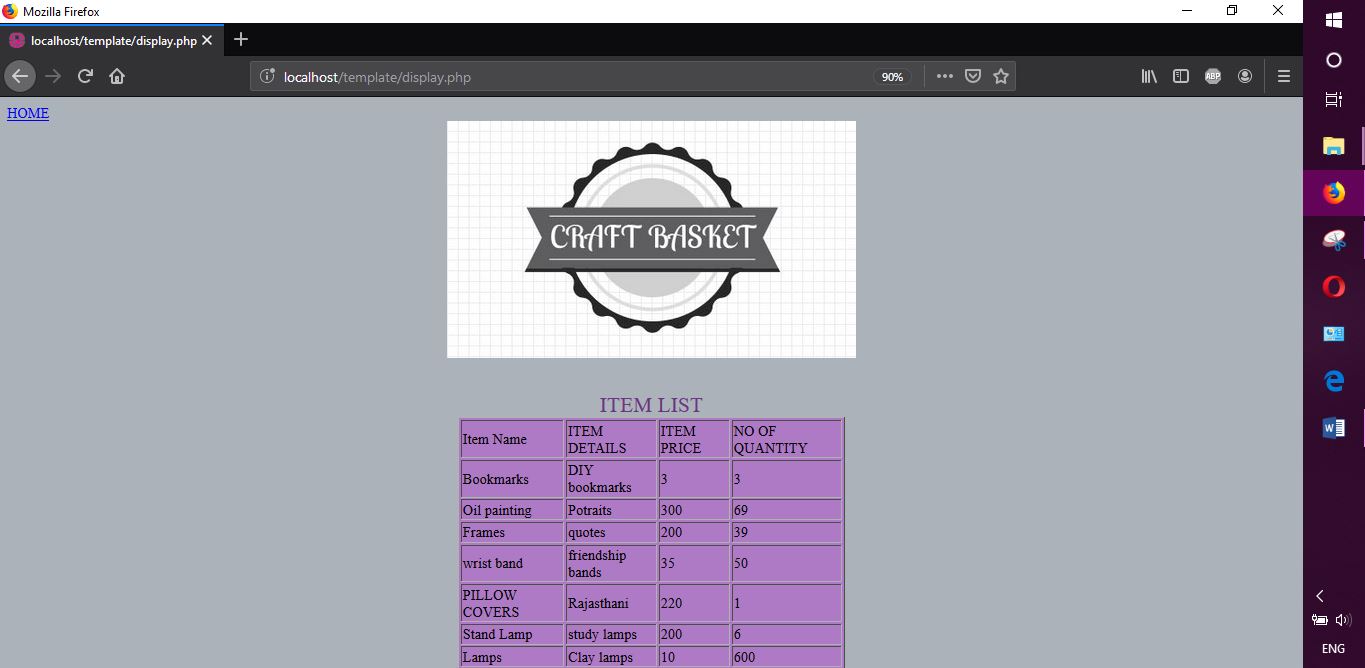 Mozilla Firefox
localhost/template/display.php
localhost/template/display.php 90%
ABP
HOME
CRAFT BASKET
ITEM LIST
Item Name ITEM DETAILS ITEM PRICE NO OF QUANTITY
Bookmarks DIY bookmarks 3 3
Oil painting Potraits 300 69
Frames quotes 200 39
wrist band friendship bands 35 50
PILLOW COVERS Rajasthani 220 1
Stand Lamp study lamps 200 6
Lamps Clay lamps 10 600
ENG